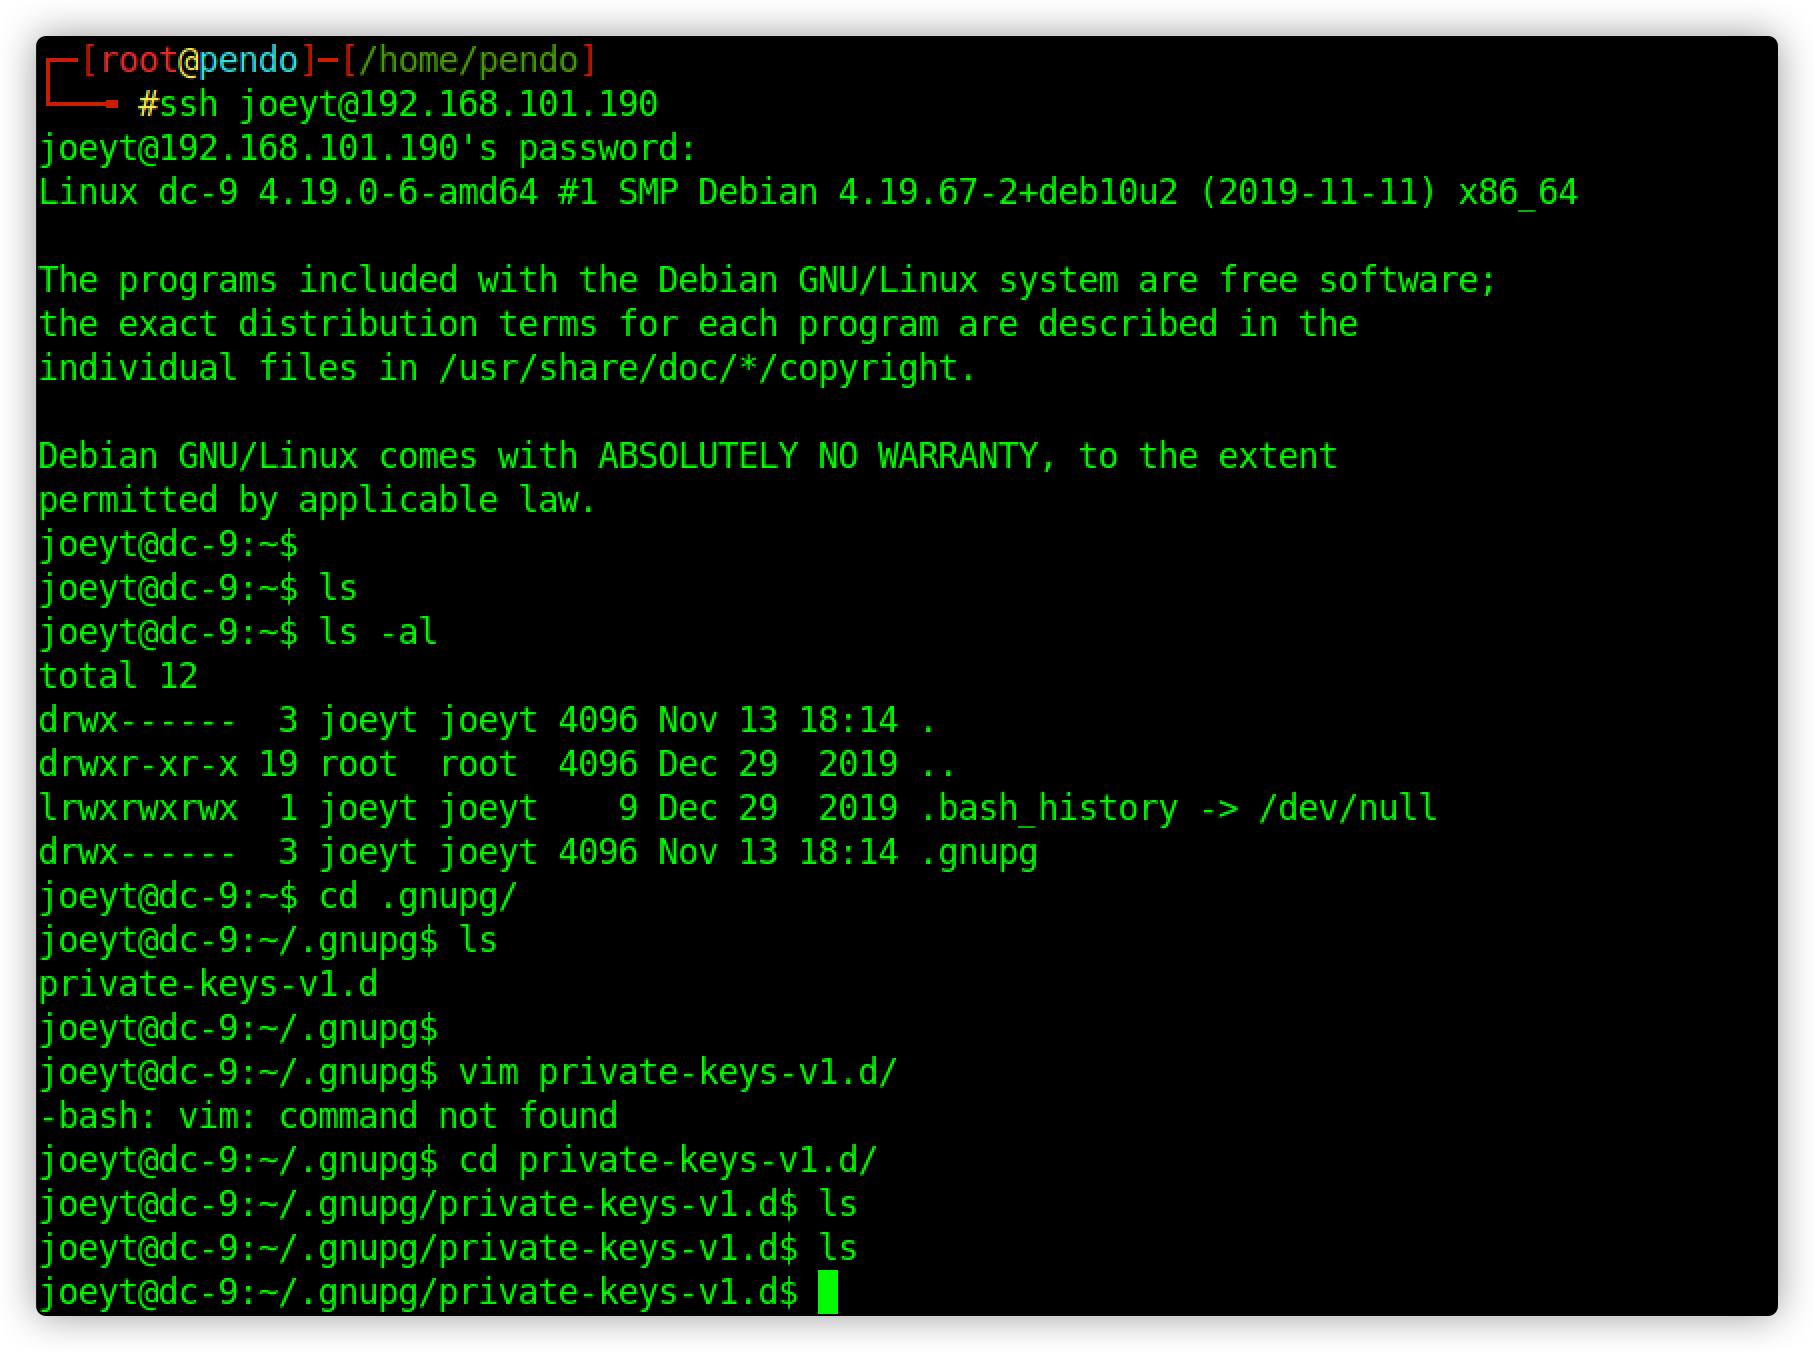 [root@pendo]─[/home/pendo]
#ssh joeyt@192.168.101.190
joeyt@192.168.101.190's password:
Linux dc-9 4.19.0-6-amd64 #1 SMP Debian 4.19.67-2+deb10u2 (2019-11-11) x86_64
The programs included with the Debian GNU/Linux system are free software;
the exact distribution terms for each program are described in the
individual files in /usr/share/doc/*/copyright.
Debian GNU/Linux comes with ABSOLUTELY NO WARRANTY, to the extent
permitted by applicable law.
joeyt@dc-9:~$
joeyt@dc-9:~$ ls
joeyt@dc-9:~$ ls -al
total 12
drwx------  3 joeyt joeyt 4096 Nov 13 18:14 .
drwxr-xr-x 19 root  root  4096 Dec 29  2019 ..
lrwxrwxrwx  1 joeyt joeyt    9 Dec 29  2019 .bash_history -> /dev/null
drwx------  3 joeyt joeyt 4096 Nov 13 18:14 .gnupg
joeyt@dc-9:~$ cd .gnupg/
joeyt@dc-9:~/.gnupg$ ls
private-keys-v1.d
joeyt@dc-9:~/.gnupg$
joeyt@dc-9:~/.gnupg$ vim private-keys-v1.d/
-bash: vim: command not found
joeyt@dc-9:~/.gnupg$ cd private-keys-v1.d/
joeyt@dc-9:~/.gnupg/private-keys-v1.d$ ls
joeyt@dc-9:~/.gnupg/private-keys-v1.d$ ls
joeyt@dc-9:~/.gnupg/private-keys-v1.d$